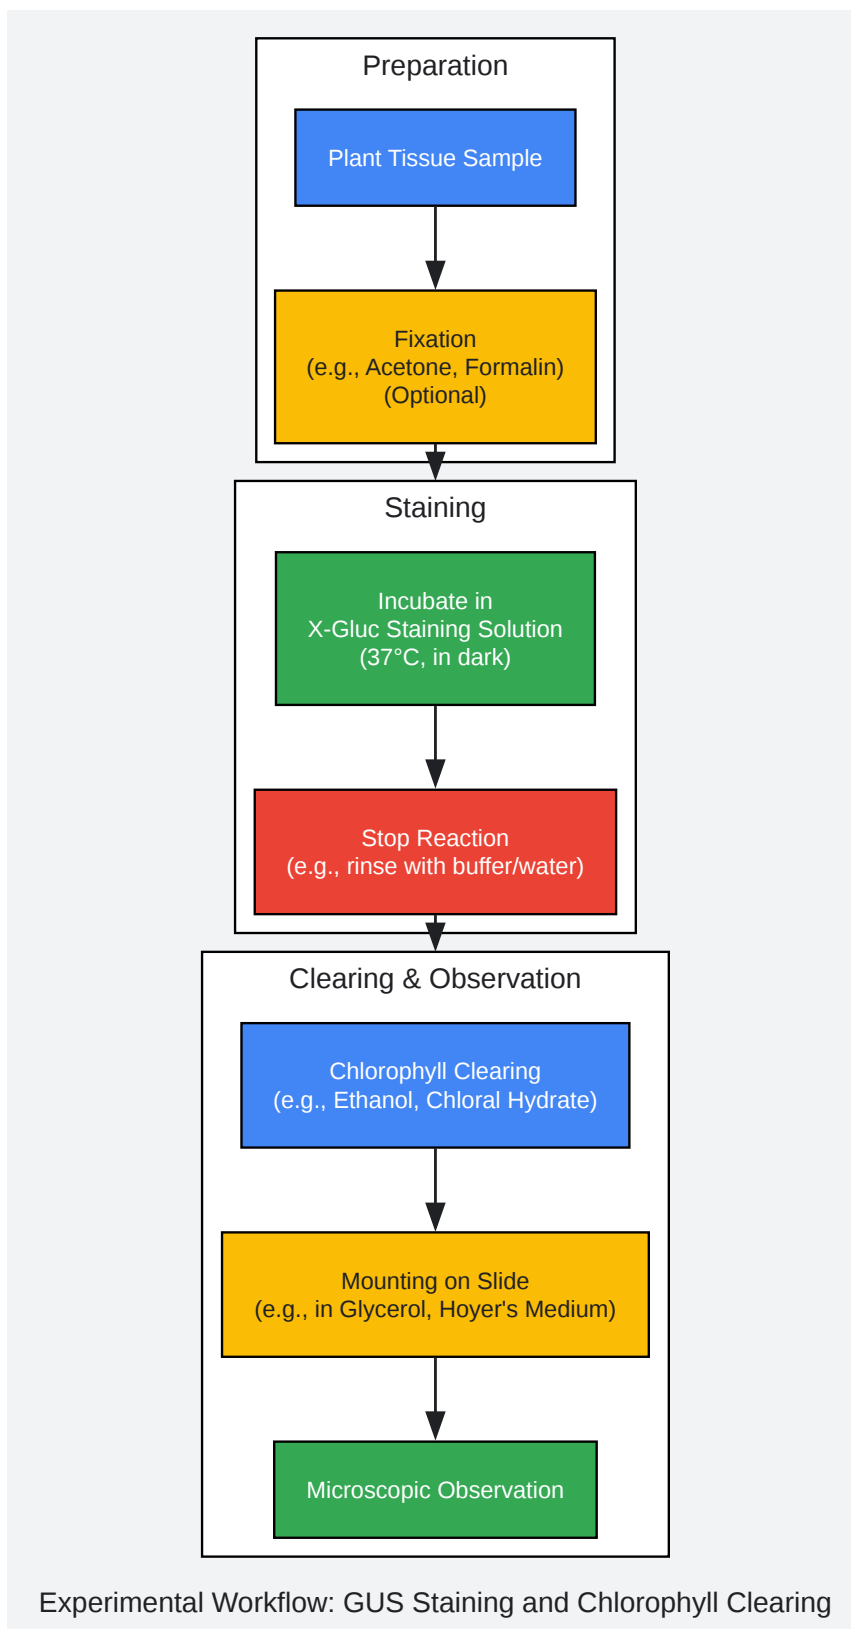 Preparation
Plant Tissue Sample
Fixation
(e.g., Acetone, Formalin)
(Optional)
Staining
Incubate in
X-Gluc Staining Solution
(37°C, in dark)
Stop Reaction
(e.g., rinse with buffer/water)
Clearing & Observation
Chlorophyll Clearing
(e.g., Ethanol, Chloral Hydrate)
Mounting on Slide
(e.g., in Glycerol, Hoyer's Medium)
Microscopic Observation
Experimental Workflow: GUS Staining and Chlorophyll Clearing